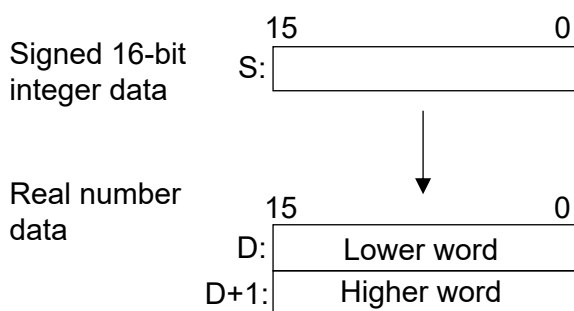 15 0
Signed 16-bit
integer data
S:
Real number
data
15 0
D: Lower word
D+1: Higher word